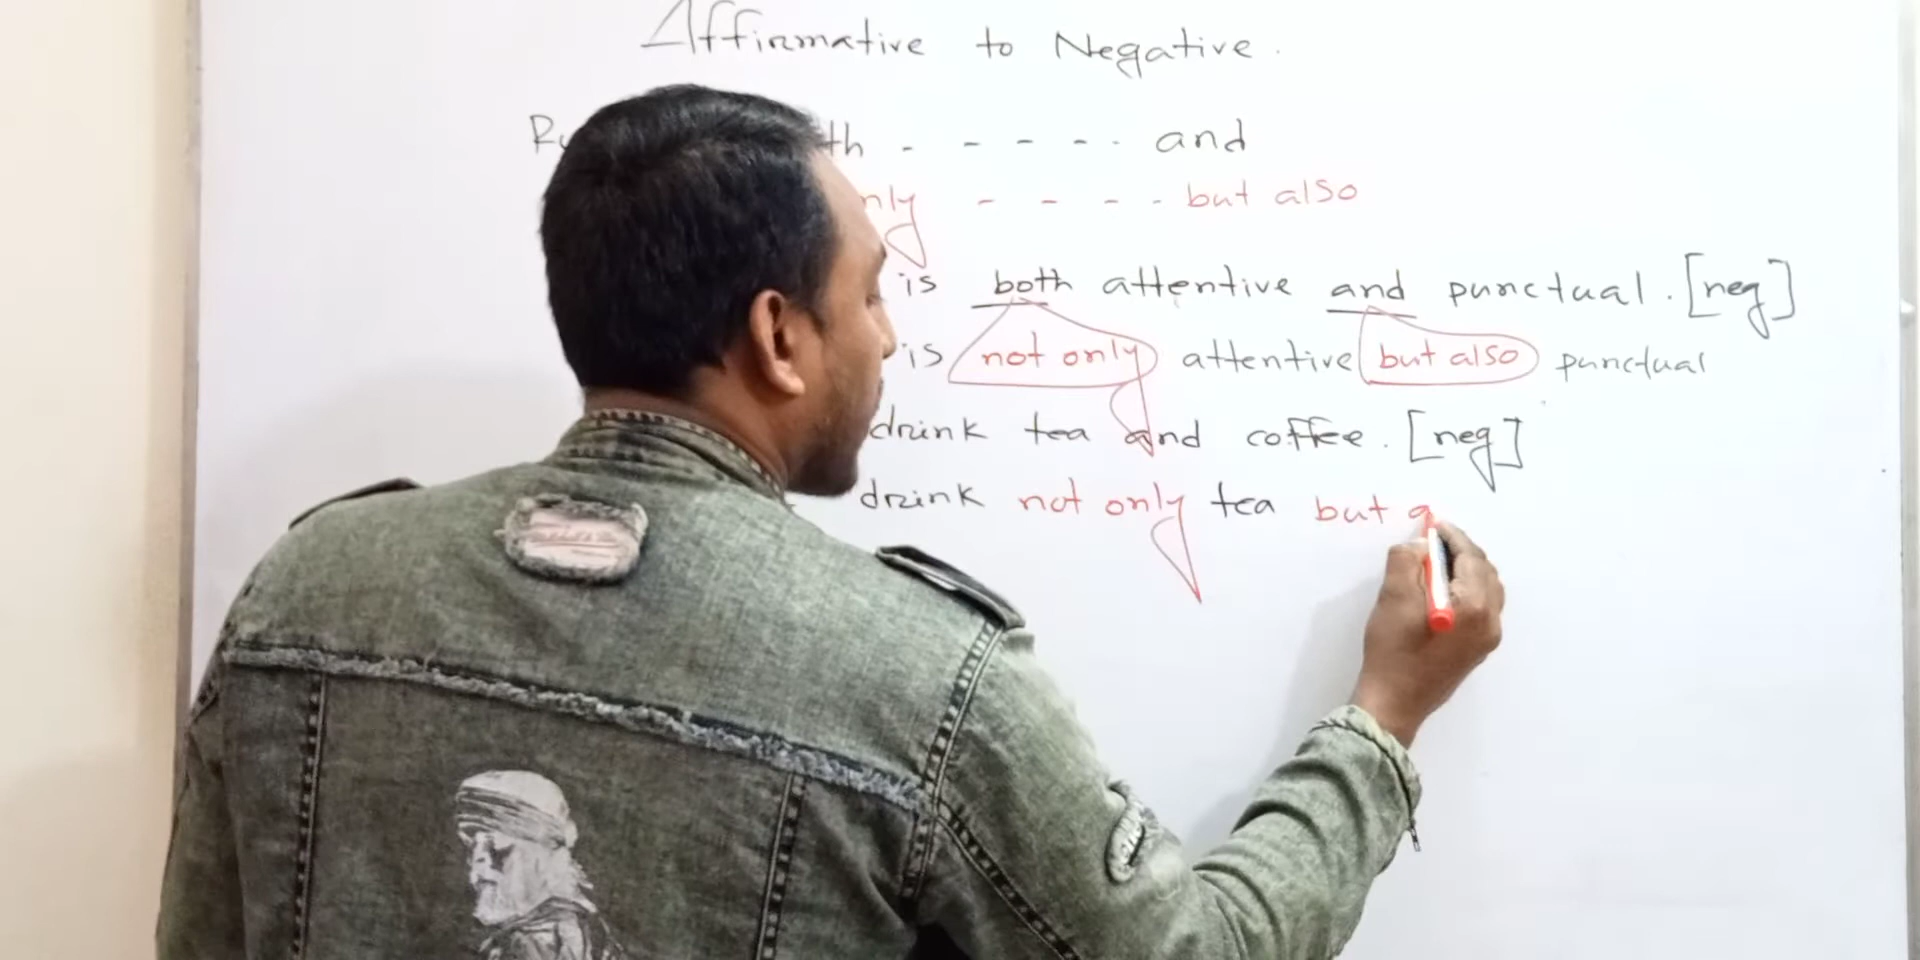 Affirmative to Negative.
th - - - - - and
nly - - - - but also
is both attentive and punctual. [neg]
is not only attentive but also punctual
drink tea and coffee. [neg]
drink not only tea but a